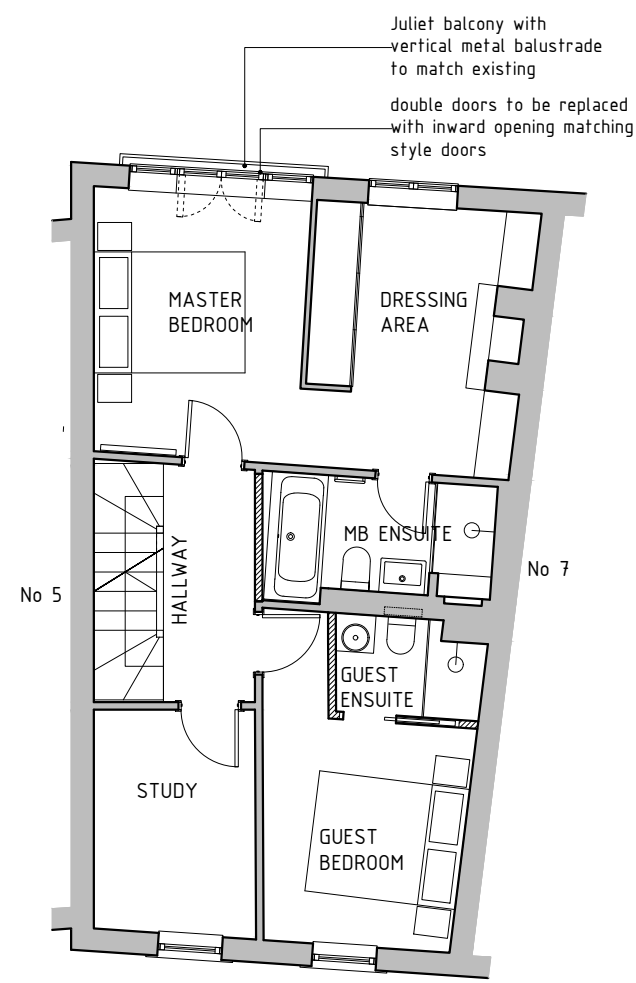 Juliet balcony with
vertical metal balustrade
to match existing
double doors to be replaced
with inward opening matching
style doors
MASTER
BEDROOM
DRESSING
AREA
MB ENSUITE
HALLWAY
No 5
No 7
GUEST
ENSUITE
STUDY
GUEST
BEDROOM